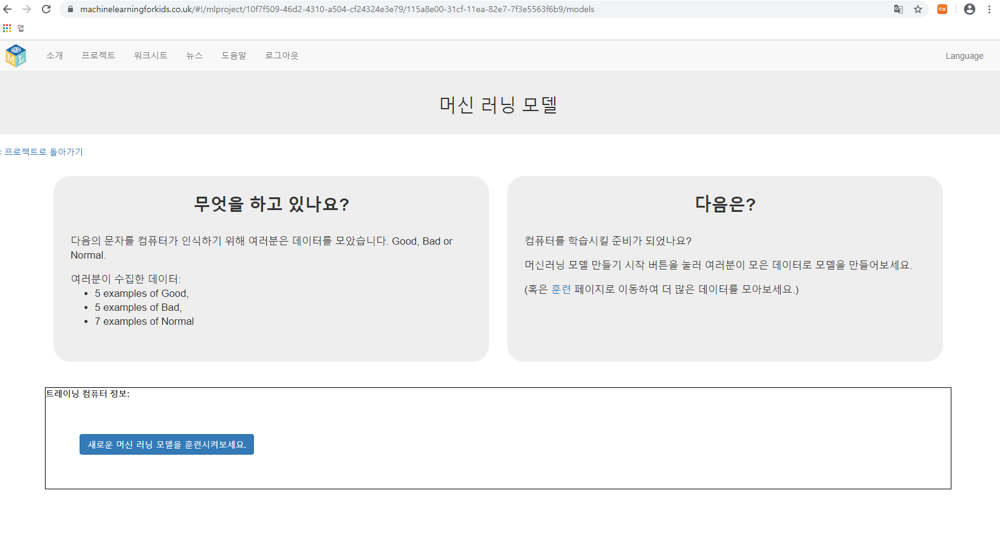 machinelearningforkids.co.uk/#!/mlproject/10f7f509-46d2-4310-a504-cf24324e3e79/115a8e00-31cf-11ea-82e7-7f3e5563f6b9/models
앱
소개 프로젝트 워크시트 뉴스 도움말 로그아웃 Language
머신 러닝 모델
< 프로젝트로 돌아가기
무엇을 하고 있나요?
다음의 문자를 컴퓨터가 인식하기 위해 여러분은 데이터를 모았습니다. Good, Bad or
Normal.
여러분이 수집한 데이터:
• 5 examples of Good,
• 5 examples of Bad,
• 7 examples of Normal
다음은?
컴퓨터를 학습시킬 준비가 되었나요?
머신러닝 모델 만들기 시작 버튼을 눌러 여러분이 모은 데이터로 모델을 만들어보세요.
(혹은 훈련 페이지로 이동하여 더 많은 데이터를 모아보세요.)
트레이닝 컴퓨터 정보:
새로운 머신 러닝 모델을 훈련시켜보세요.